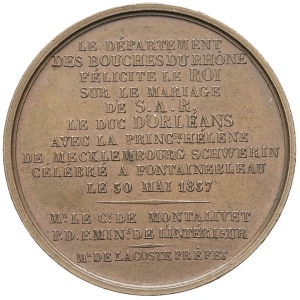 LE DÉPARTEMENT
DES BOUCHES DU RHÔNE
FÉLICITE LE ROI
SUR LE MARIAGE
DE S.A.R.
LE DUC D'ORLÉANS
AVEC LA PRINC.SE HÉLÈNE
DE MECKLEMBOURG SCHWERIN
CÉLÉBRÉ A FONTAINEBLEAU
LE 30 MAI 1837
M.R LE C.TE DE MONTALIVET
P.D.F. MIN.RE DE L'INTÉRIEUR
M.R DE LACOSTE PRÉFET